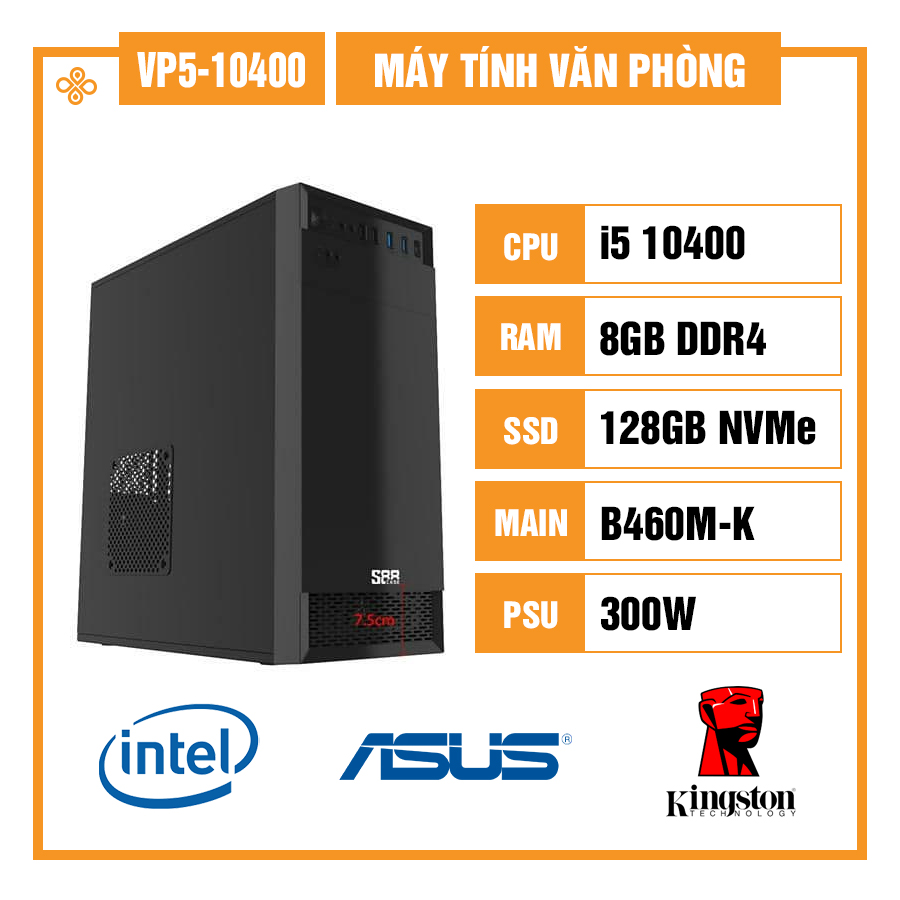 VP5-10400
MÁY TÍNH VĂN PHÒNG
CPU i5 10400
RAM 8GB DDR4
SSD 128GB NVMe
MAIN B460M-K
PSU 300W
7.5cm
intel
ASUS®
Kingston
TECHNOLOGY